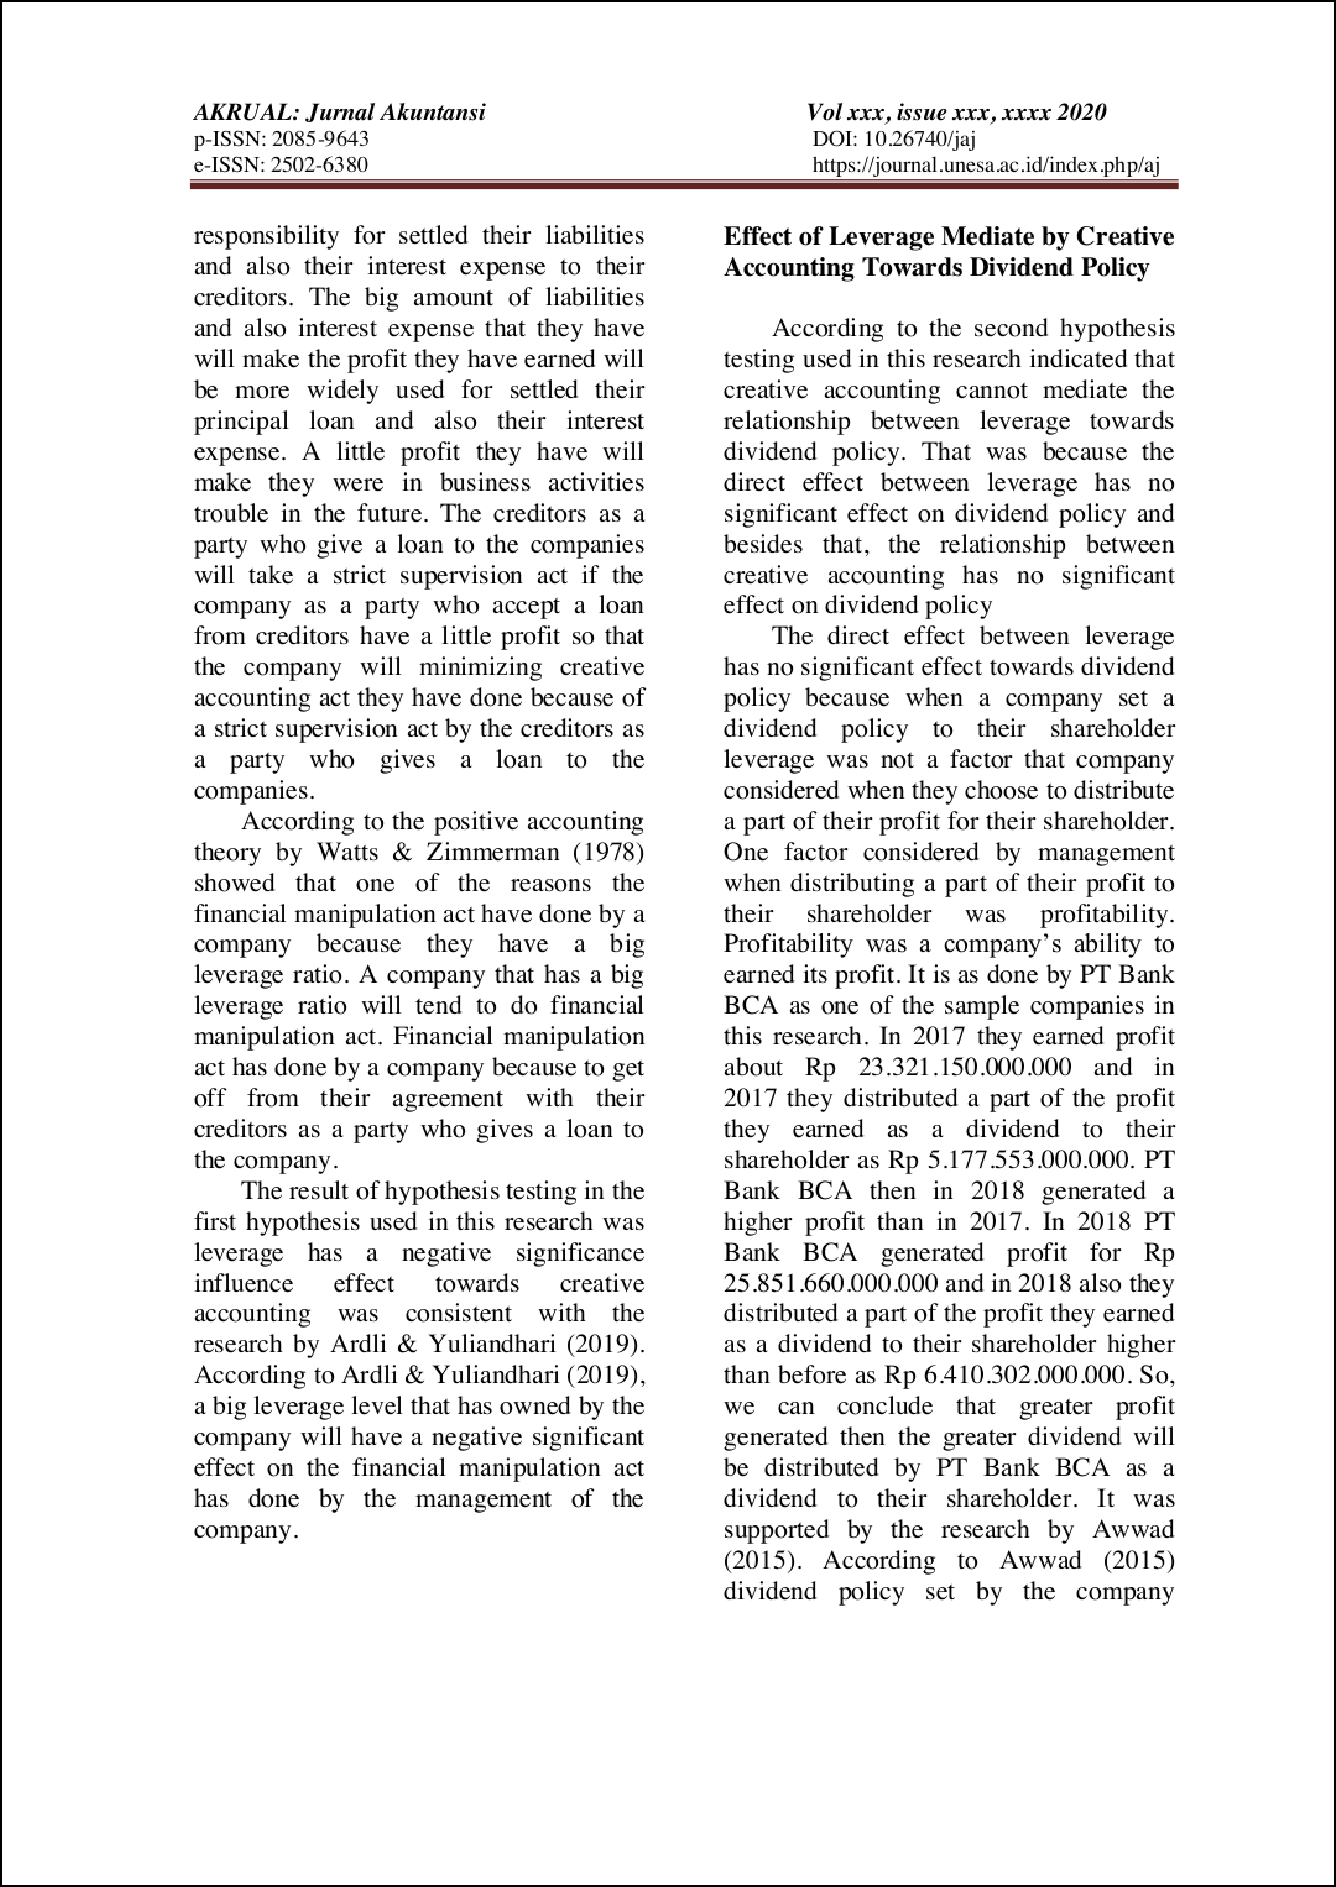 AKRUAL: Jurnal Akuntansi
p-ISSN: 2085-9643
e-ISSN: 2502-6380
Vol xxx, issue xxx, xxxx 2020
DOI: 10.26740/jaj
https://journal.unesa.ac.id/index.php/aj
responsibility for settled their liabilities
and also their interest expense to their
creditors. The big amount of liabilities
and also interest expense that they have
will make the profit they have earned will
be more widely used for settled their
principal loan and also their interest
expense. A little profit they have will
make they were in business activities
trouble in the future. The creditors as a
party who give a loan to the companies
will take a strict supervision act if the
company as a party who accept a loan
from creditors have a little profit so that
the company will minimizing creative
accounting act they have done because of
a strict supervision act by the creditors as
a party who gives a loan to the
companies.
According to the positive accounting
theory by Watts & Zimmerman (1978)
showed that one of the reasons the
financial manipulation act have done by a
company because they have a big
leverage ratio. A company that has a big
leverage ratio will tend to do financial
manipulation act. Financial manipulation
act has done by a company because to get
off from their agreement with their
creditors as a party who gives a loan to
the company.
The result of hypothesis testing in the
first hypothesis used in this research was
leverage has a negative significance
influence effect towards creative
accounting was consistent with the
research by Ardli & Yuliandhari (2019).
According to Ardli & Yuliandhari (2019),
a big leverage level that has owned by the
company will have a negative significant
effect on the financial manipulation act
has done by the management of the
company.
Effect of Leverage Mediate by Creative
Accounting Towards Dividend Policy
According to the second hypothesis
testing used in this research indicated that
creative accounting cannot mediate the
relationship between leverage towards
dividend policy. That was because the
direct effect between leverage has no
significant effect on dividend policy and
besides that, the relationship between
creative accounting has no significant
effect on dividend policy
The direct effect between leverage
has no significant effect towards dividend
policy because when a company set a
dividend policy to their shareholder
leverage was not a factor that company
considered when they choose to distribute
a part of their profit for their shareholder.
One factor considered by management
when distributing a part of their profit to
their shareholder was profitability.
Profitability was a company’s ability to
earned its profit. It is as done by PT Bank
BCA as one of the sample companies in
this research. In 2017 they earned profit
about Rp 23.321.150.000.000 and in
2017 they distributed a part of the profit
they earned as a dividend to their
shareholder as Rp 5.177.553.000.000. PT
Bank BCA then in 2018 generated a
higher profit than in 2017. In 2018 PT
Bank BCA generated profit for Rp
25.851.660.000.000 and in 2018 also they
distributed a part of the profit they earned
as a dividend to their shareholder higher
than before as Rp 6.410.302.000.000. So,
we can conclude that greater profit
generated then the greater dividend will
be distributed by PT Bank BCA as a
dividend to their shareholder. It was
supported by the research by Awwad
(2015). According to Awwad (2015)
dividend policy set by the company